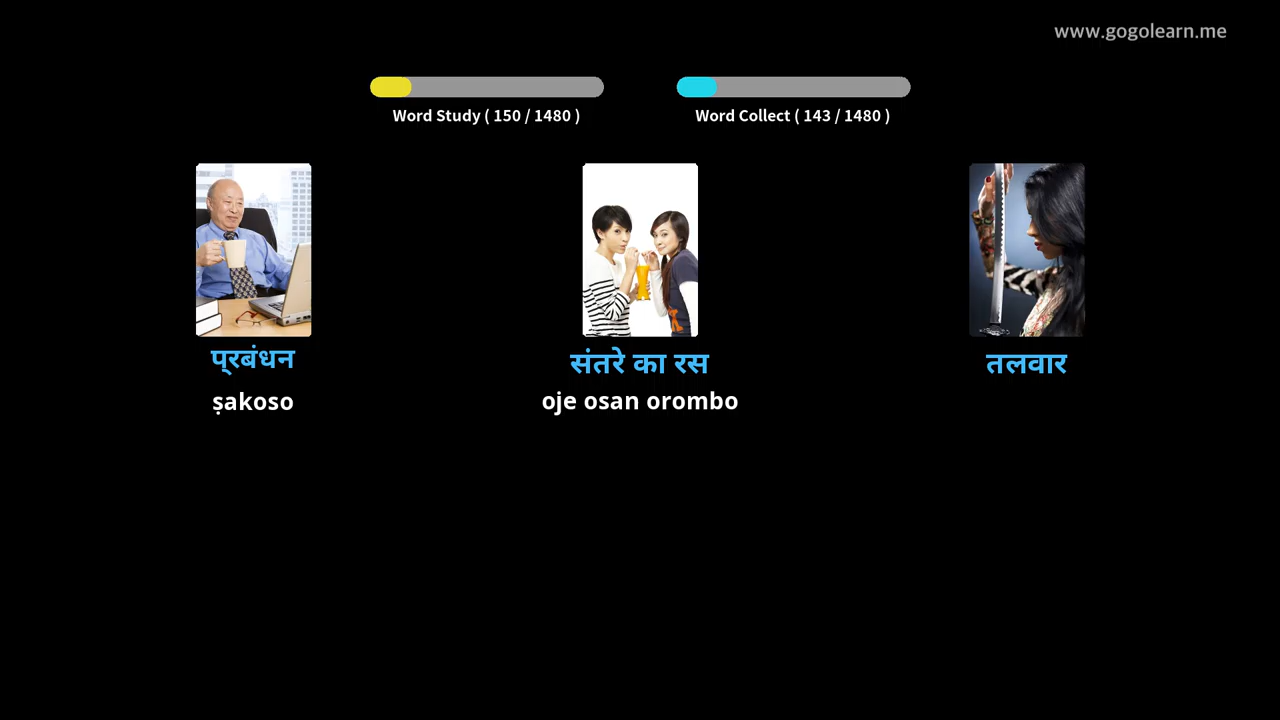 www.gogolearn.me
Word Study ( 150 / 1480 )
Word Collect ( 143 / 1480 )
प्रबंधन
संतरे का रस
तलवार
ṣakoso
oje osan orombo